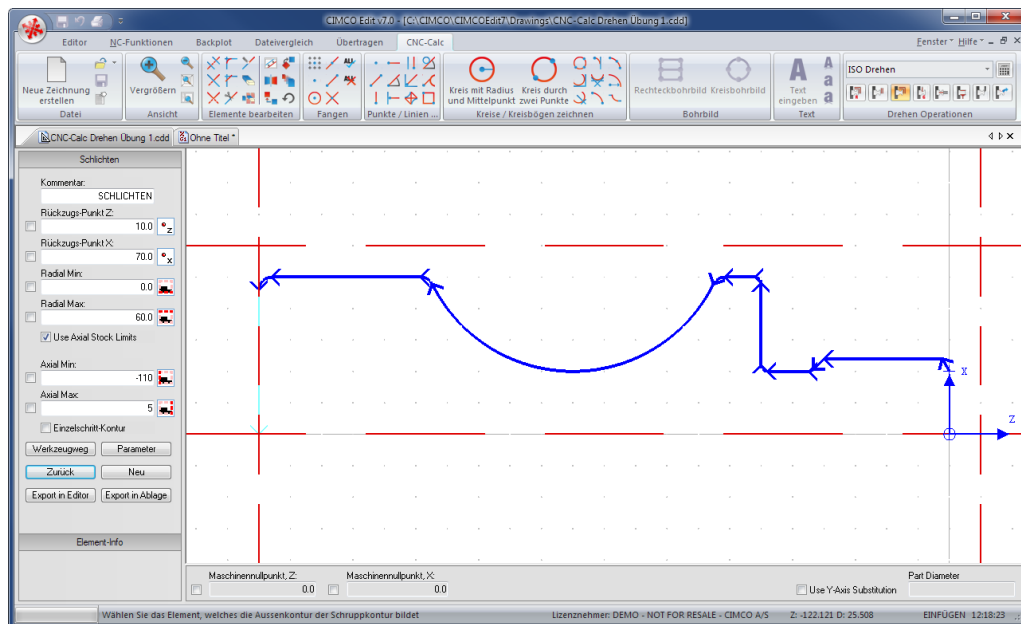 CIMCO Edit v7.0 - [C:\CIMCO\CIMCOEdit7\Drawings\CNC-Calc Drehen Übung 1.cdd]
Editor NC-Funktionen Backplot Dateivergleich Übertragen CNC-Calc Fenster Hilfe
Neue Zeichnung erstellen
Vergrößern
Kreis mit Radius und Mittelpunkt
Kreis durch zwei Punkte
Rechteckbohrbild Kreisbohrbild
Text eingeben
ISO Drehen
Datei Ansicht Elemente bearbeiten Fangen Punkte / Linien ... Kreise / Kreisbögen zeichnen Bohrbild Text Drehen Operationen
CNC-Calc Drehen Übung 1.cdd Ohne Titel *
Schlichten
Kommentar:
SCHLICHTEN
Rückzugs-Punkt Z:
10.0
Rückzugs-Punkt X:
70.0
Radial Min:
0.0
Radial Max:
60.0
Use Axial Stock Limits
Axial Min:
-110
Axial Max:
5
Einzelschritt-Kontur
Werkzeugweg Parameter
Zurück Neu
Export in Editor Export in Ablage
Element-Info
X
Z
Maschinennullpunkt, Z: Maschinennullpunkt, X: Part Diameter
0.0 0.0 Use Y-Axis Substitution
Wählen Sie das Element, welches die Aussenkontur der Schruppkontur bildet Lizenznehmer: DEMO - NOT FOR RESALE - CIMCO A/S Z: -122.121 D: 25.508 EINFÜGEN 12:18:23